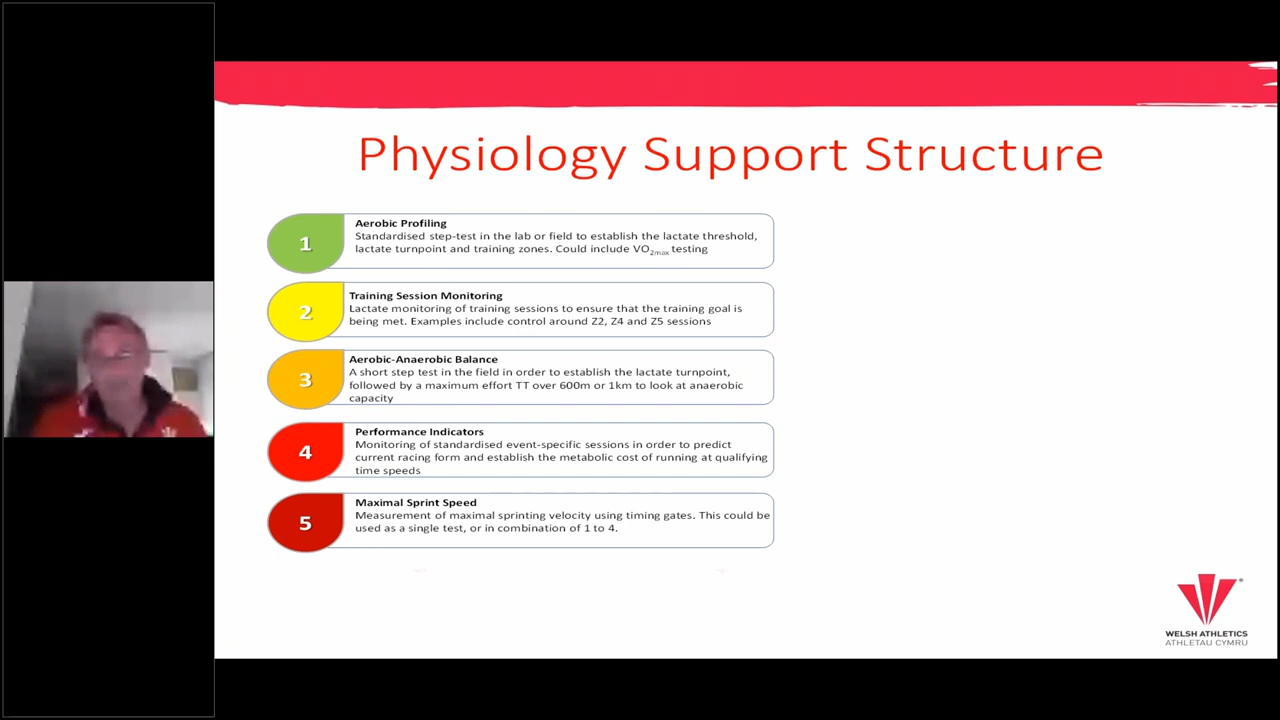 Physiology Support Structure
1
Aerobic Profiling
Standardised step-test in the lab or field to establish the lactate threshold,
lactate turnpoint and training zones. Could include VO2max testing
2
Training Session Monitoring
Lactate monitoring of training sessions to ensure that the training goal is
being met. Examples include control around Z2, Z4 and Z5 sessions
3
Aerobic-Anaerobic Balance
A short step test in the field in order to establish the lactate turnpoint,
followed by a maximum effort TT over 600m or 1km to look at anaerobic
capacity
4
Performance Indicators
Monitoring of standardised event-specific sessions in order to predict
current racing form and establish the metabolic cost of running at qualifying
time speeds
5
Maximal Sprint Speed
Measurement of maximal sprinting velocity using timing gates. This could be
used as a single test, or in combination of 1 to 4.
WELSH ATHLETICS
ATHLETAU CYMRU